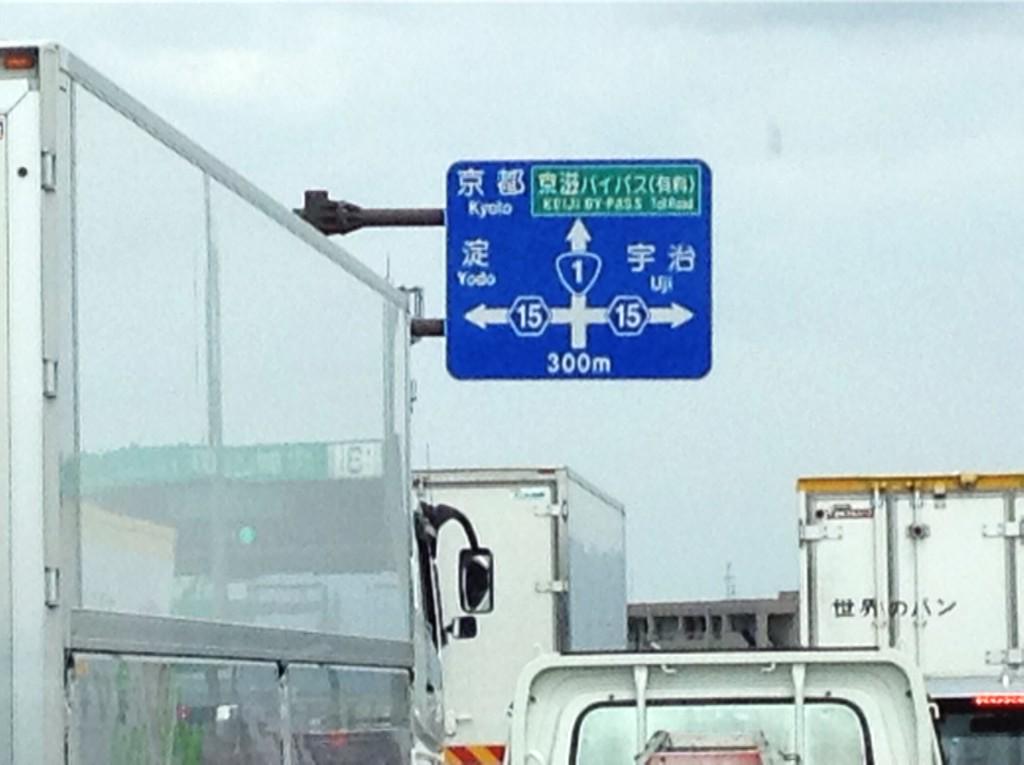 京都
Kyoto
京滋バイパス(有料)
KEIJI BY-PASS Toll Road
淀
Yodo
1
宇治
Uji
15
15
300m
世界のパン